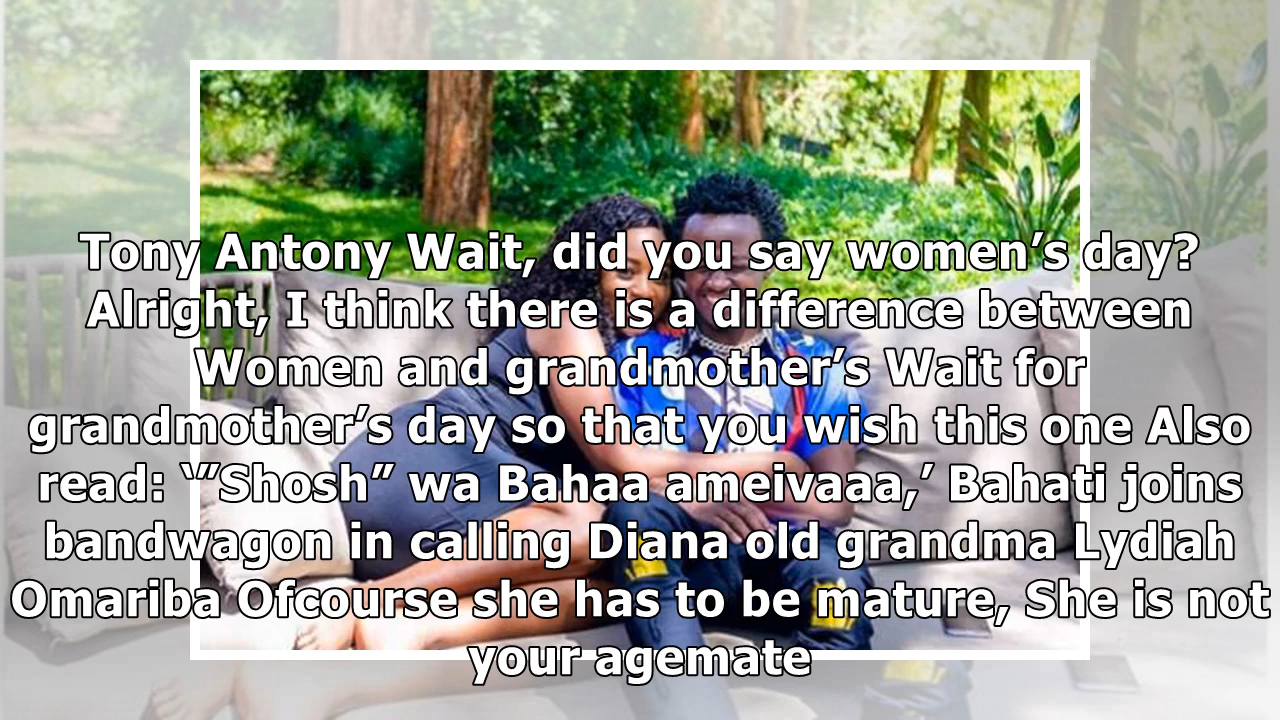 Tony Antony Wait, did you say women’s day?
Alright, I think there is a difference between
Women and grandmother’s Wait for
grandmother’s day so that you wish this one Also
read: ‘”Shosh” wa Bahaa ameivaaa,’ Bahati joins
bandwagon in calling Diana old grandma Lydiah
Omariba Ofcourse she has to be mature, She is not
your agemate